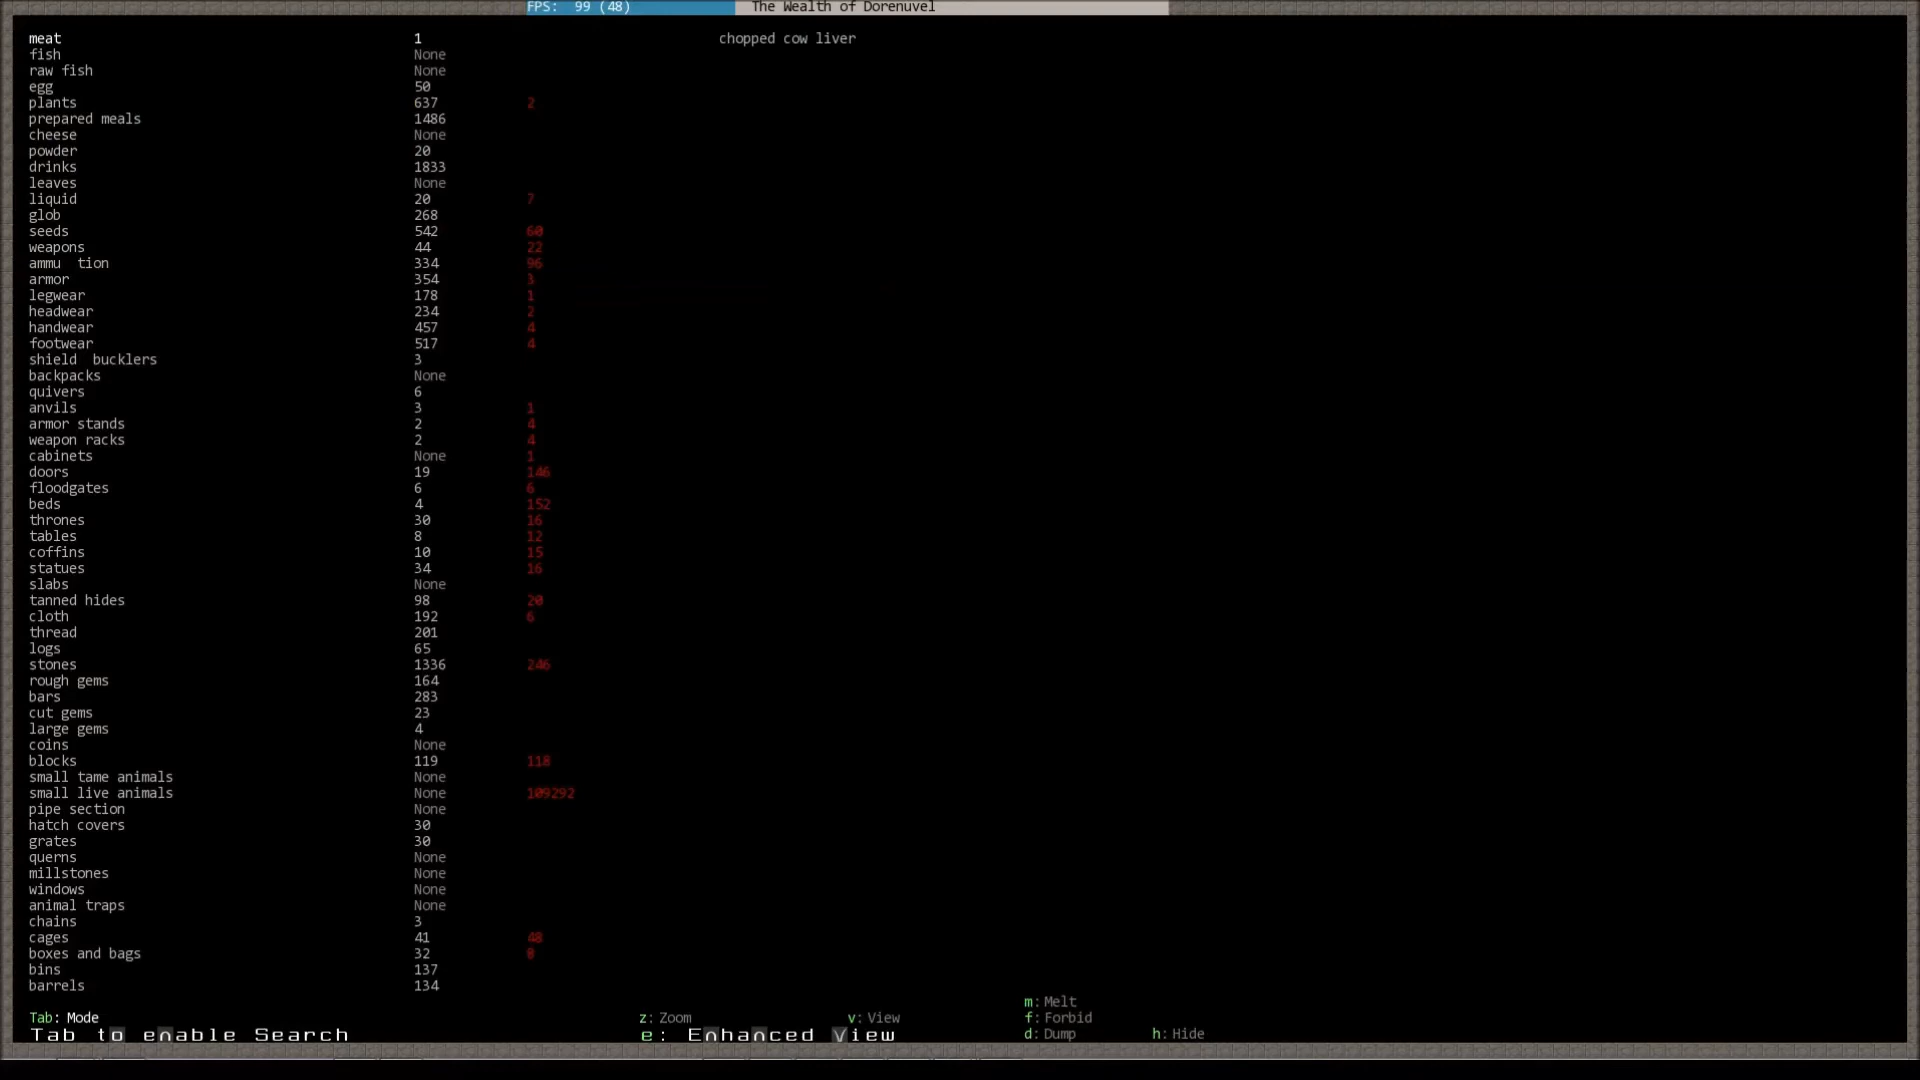 FPS: 99 (48) The Wealth of Dorenuvel
meat 1 chopped cow liver
fish None
raw fish None
egg 50
plants 637 2
prepared meals 1486
cheese None
powder 20
drinks 1833
leaves None
liquid 20 7
glob 268
seeds 542 60
weapons 44 22
ammu tion 334 96
armor 354 3
legwear 178 1
headwear 234 2
handwear 457 4
footwear 517 4
shield bucklers 3
backpacks None
quivers 6
anvils 3 1
armor stands 2 4
weapon racks 2 4
cabinets None 1
doors 19 146
floodgates 6 6
beds 4 152
thrones 30 16
tables 8 12
coffins 10 15
statues 34 16
slabs None
tanned hides 98 20
cloth 192 6
thread 201
logs 65
stones 1336 246
rough gems 164
bars 283
cut gems 23
large gems 4
coins None
blocks 119 118
small tame animals None
small live animals None 109292
pipe section None
hatch covers 30
grates 30
querns None
millstones None
windows None
animal traps None
chains 3
cages 41 48
boxes and bags 32 8
bins 137
barrels 134
m: Melt
Tab: Mode z: Zoom v: View f: Forbid
Tab to enable Search e: Enhanced View d: Dump h: Hide